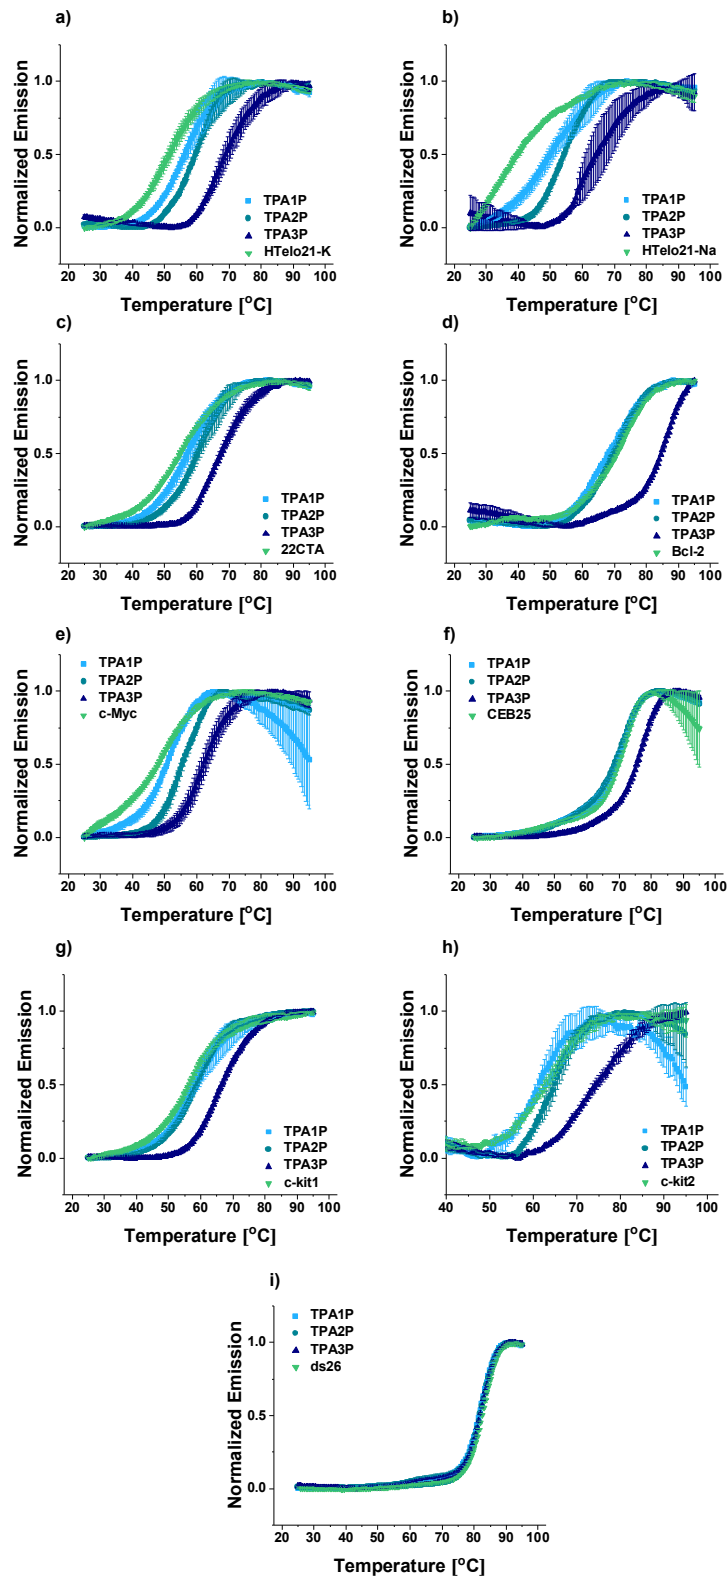 a)
Normalized Emission
1.0
0.5
0.0
TPA1P
TPA2P
TPA3P
HTelo21-K
20 30 40 50 60 70 80 90 100
Temperature [°C]
b)
Normalized Emission
1.0
0.5
0.0
TPA1P
TPA2P
TPA3P
HTelo21-Na
20 30 40 50 60 70 80 90 100
Temperature [°C]
c)
Normalized Emission
1.0
0.5
0.0
TPA1P
TPA2P
TPA3P
22CTA
20 30 40 50 60 70 80 90 100
Temperature [°C]
d)
Normalized Emission
1.0
0.5
0.0
TPA1P
TPA2P
TPA3P
Bcl-2
20 30 40 50 60 70 80 90 100
Temperature [°C]
e)
Normalized Emission
TPA1P
TPA2P
TPA3P
c-Myc
1.0
0.5
0.0
20 30 40 50 60 70 80 90 100
Temperature [°C]
f)
Normalized Emission
TPA1P
TPA2P
TPA3P
CEB25
1.0
0.5
0.0
20 30 40 50 60 70 80 90 100
Temperature [°C]
g)
Normalized Emission
1.0
0.5
0.0
TPA1P
TPA2P
TPA3P
c-kit1
20 30 40 50 60 70 80 90 100
Temperature [°C]
h)
Normalized Emission
1.0
0.5
0.0
TPA1P
TPA2P
TPA3P
c-kit2
40 50 60 70 80 90 100
Temperature [°C]
i)
Normalized Emission
TPA1P
TPA2P
TPA3P
ds26
1.0
0.5
0.0
20 30 40 50 60 70 80 90 100
Temperature [°C]